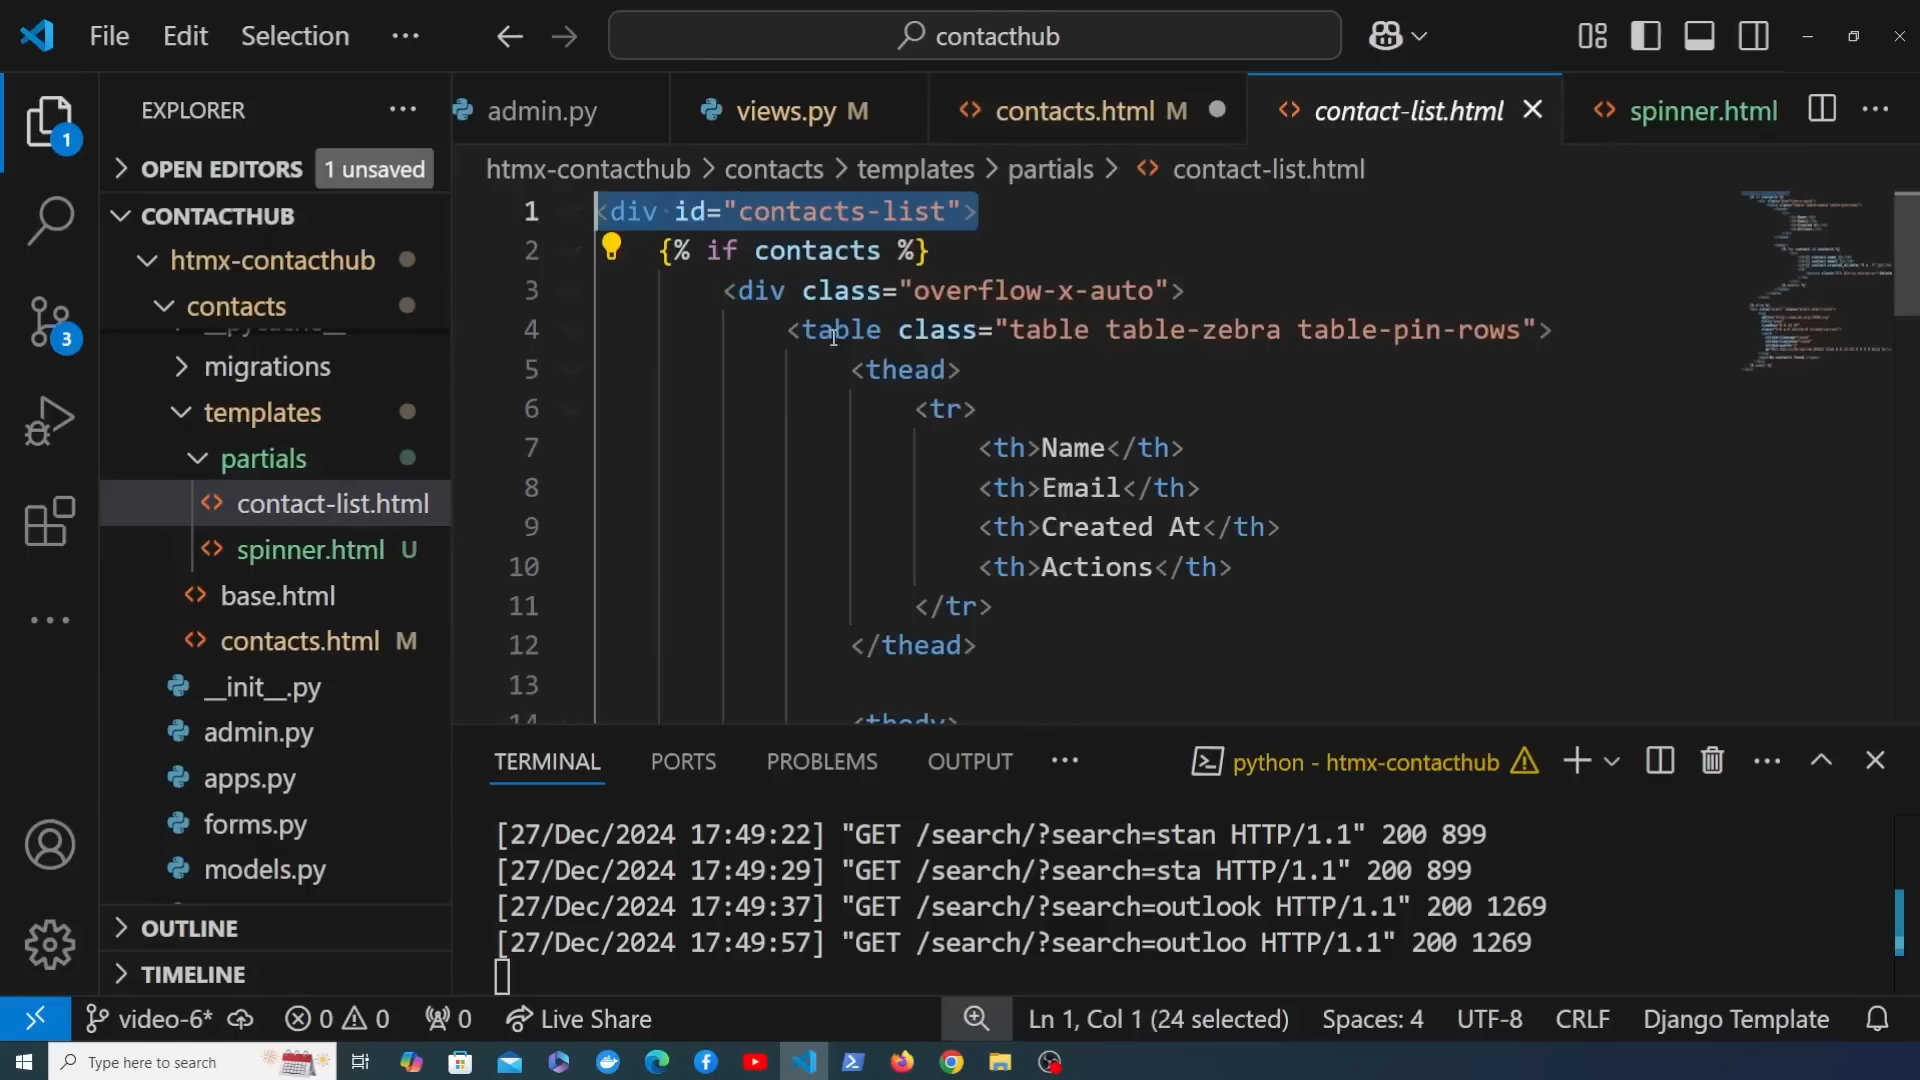 File Edit Selection ··· contacthub
EXPLORER ···
admin.py views.py M contacts.html M contact-list.html spinner.html ···
OPEN EDITORS 1 unsaved
htmx-contacthub > contacts > templates > partials > contact-list.html
CONTACTHUB
htmx-contacthub
contacts
__pycache__
migrations
templates
partials
contact-list.html
spinner.html U
base.html
contacts.html M
__init__.py
admin.py
apps.py
forms.py
models.py
OUTLINE
TIMELINE
1
3
1 <div id="contacts-list">
2 {% if contacts %}
3 <div class="overflow-x-auto">
4 <table class="table table-zebra table-pin-rows">
5 <thead>
6 <tr>
7 <th>Name</th>
8 <th>Email</th>
9 <th>Created At</th>
10 <th>Actions</th>
11 </tr>
12 </thead>
13
14 <tbody>
TERMINAL PORTS PROBLEMS OUTPUT ··· python - htmx-contacthub ···
[27/Dec/2024 17:49:22] "GET /search/?search=stan HTTP/1.1" 200 899
[27/Dec/2024 17:49:29] "GET /search/?search=sta HTTP/1.1" 200 899
[27/Dec/2024 17:49:37] "GET /search/?search=outlook HTTP/1.1" 200 1269
[27/Dec/2024 17:49:57] "GET /search/?search=outloo HTTP/1.1" 200 1269
video-6* 0 0 0 Live Share Ln 1, Col 1 (24 selected) Spaces: 4 UTF-8 CRLF Django Template
Type here to search